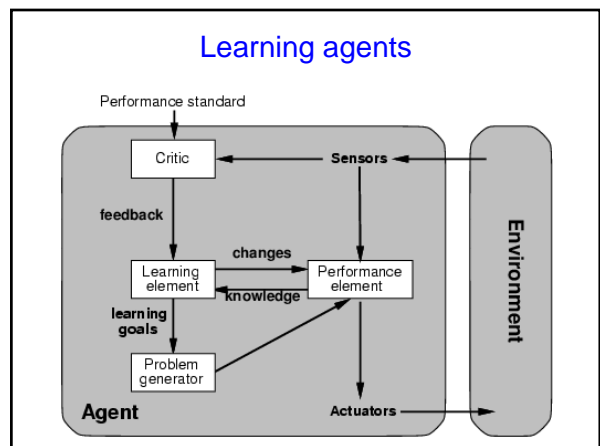 Learning agents
Performance standard
Critic
Sensors
feedback
changes
Learning
element
Performance
element
knowledge
learning
goals
Problem
generator
Agent
Actuators
Environment